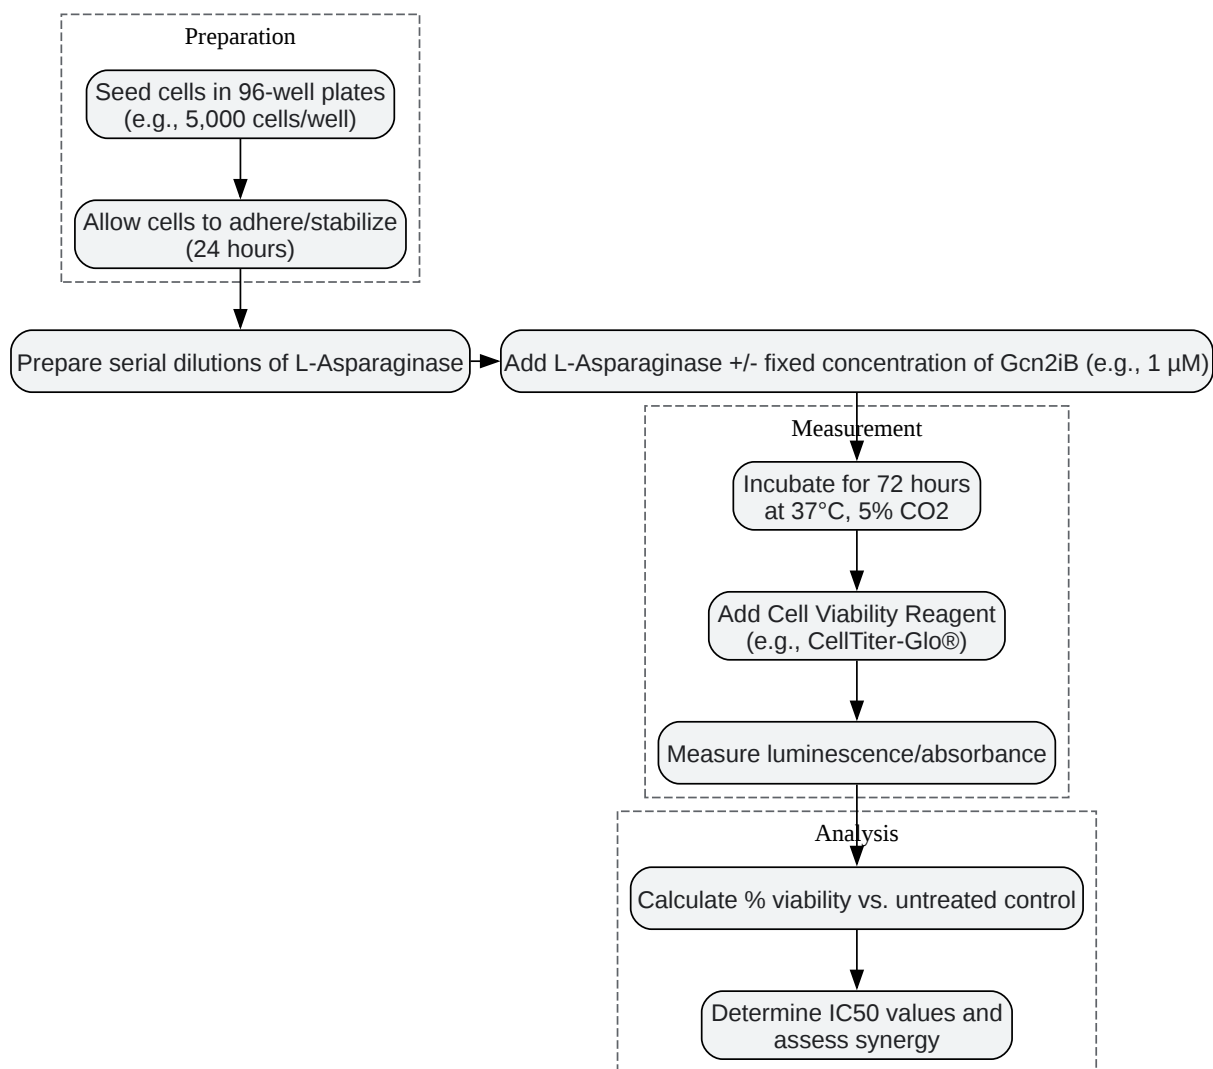 Preparation
Seed cells in 96-well plates
(e.g., 5,000 cells/well)
Allow cells to adhere/stabilize
(24 hours)
Prepare serial dilutions of L-Asparaginase
Add L-Asparaginase +/- fixed concentration of Gcn2iB (e.g., 1 µM)
Measurement
Incubate for 72 hours
at 37°C, 5% CO2
Add Cell Viability Reagent
(e.g., CellTiter-Glo®)
Measure luminescence/absorbance
Analysis
Calculate % viability vs. untreated control
Determine IC50 values and
assess synergy